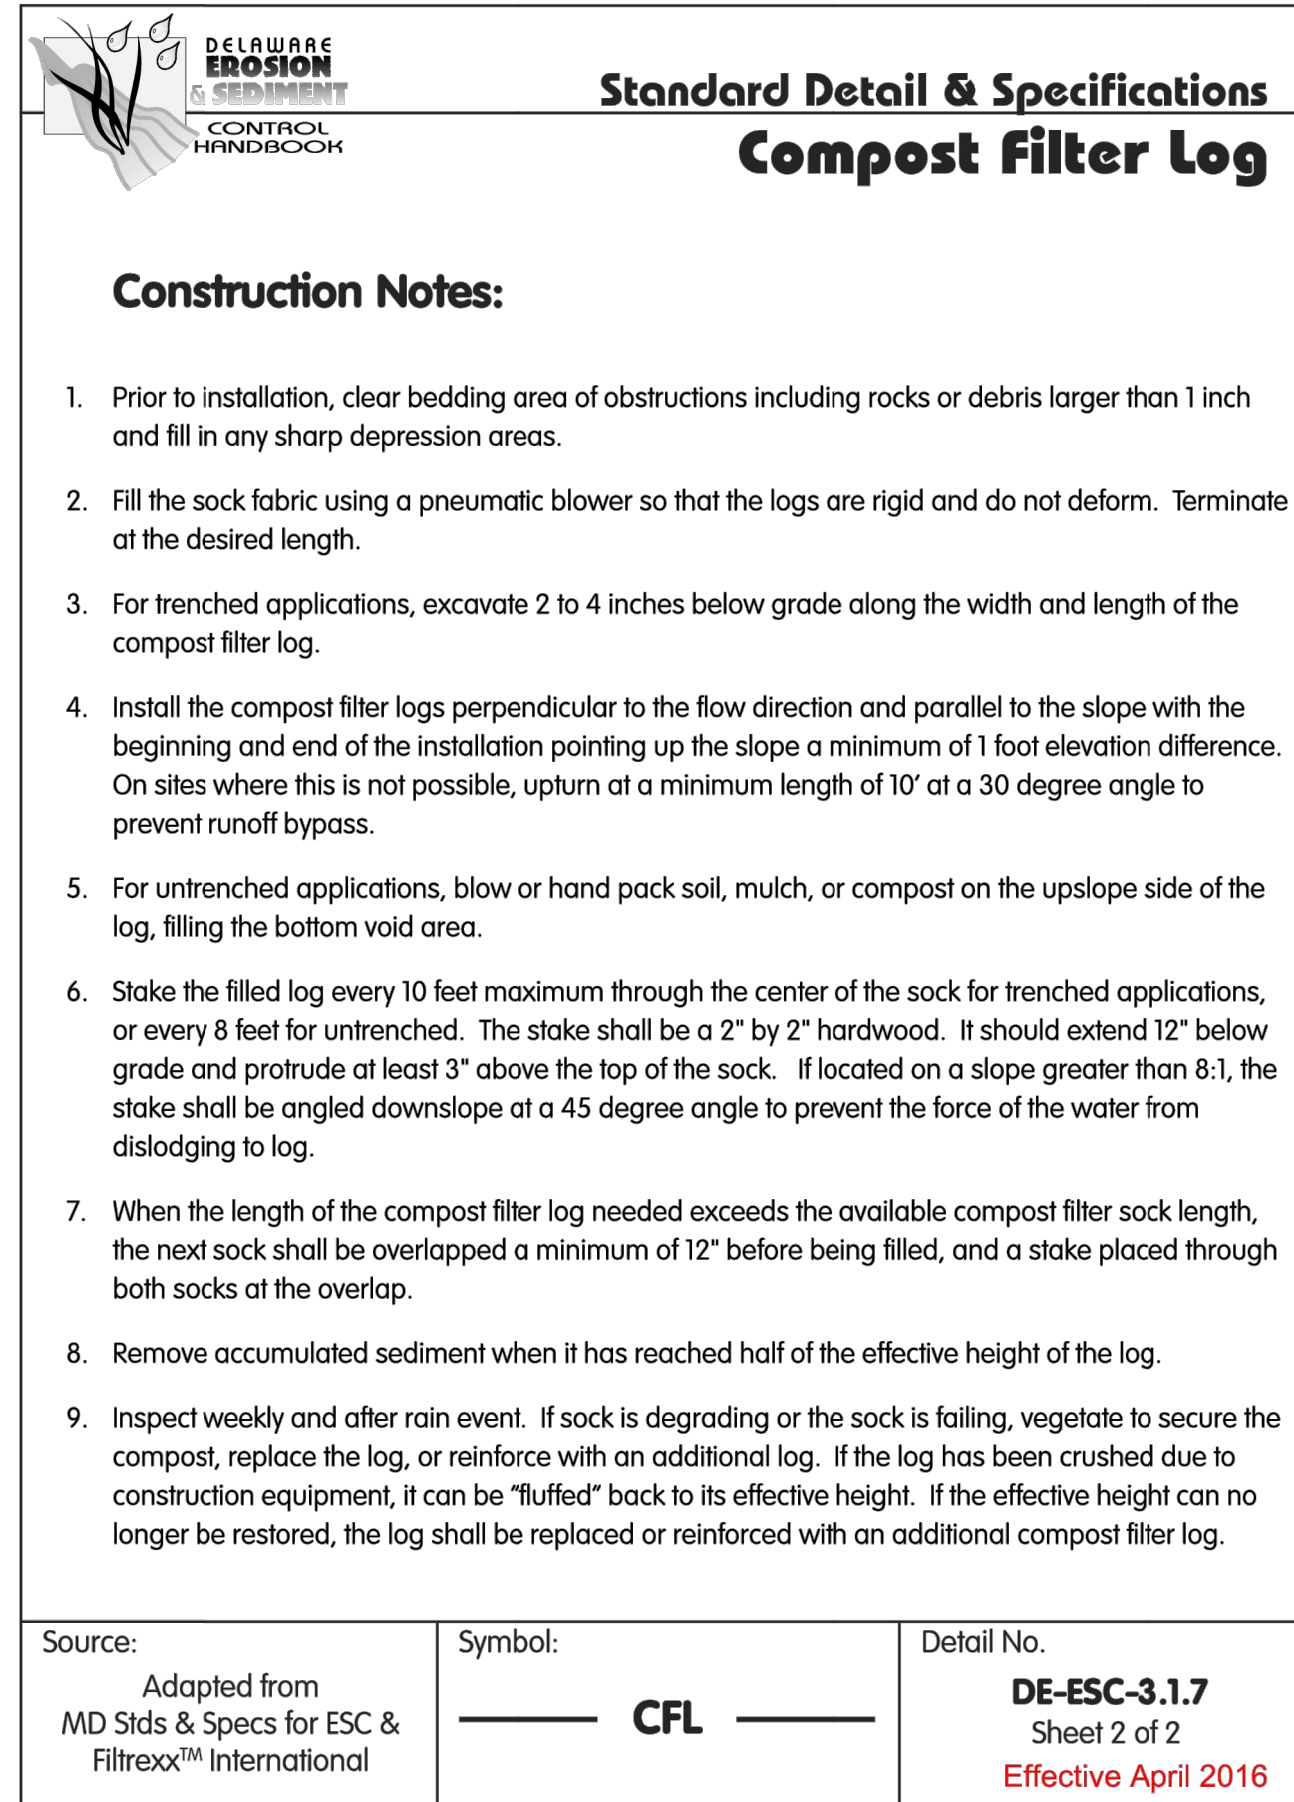 DELAWARE
EROSION
& SEDIMENT
CONTROL
HANDBOOK
Standard Detail & Specifications
Compost Filter Log
Construction Notes:
1. Prior to installation, clear bedding area of obstructions including rocks or debris larger than 1 inch
and fill in any sharp depression areas.
2. Fill the sock fabric using a pneumatic blower so that the logs are rigid and do not deform. Terminate
at the desired length.
3. For trenched applications, excavate 2 to 4 inches below grade along the width and length of the
compost filter log.
4. Install the compost filter logs perpendicular to the flow direction and parallel to the slope with the
beginning and end of the installation pointing up the slope a minimum of 1 foot elevation difference.
On sites where this is not possible, upturn at a minimum length of 10’ at a 30 degree angle to
prevent runoff bypass.
5. For untrenched applications, blow or hand pack soil, mulch, or compost on the upslope side of the
log, filling the bottom void area.
6. Stake the filled log every 10 feet maximum through the center of the sock for trenched applications,
or every 8 feet for untrenched. The stake shall be a 2" by 2" hardwood. It should extend 12" below
grade and protrude at least 3" above the top of the sock. If located on a slope greater than 8:1, the
stake shall be angled downslope at a 45 degree angle to prevent the force of the water from
dislodging to log.
7. When the length of the compost filter log needed exceeds the available compost filter sock length,
the next sock shall be overlapped a minimum of 12" before being filled, and a stake placed through
both socks at the overlap.
8. Remove accumulated sediment when it has reached half of the effective height of the log.
9. Inspect weekly and after rain event. If sock is degrading or the sock is failing, vegetate to secure the
compost, replace the log, or reinforce with an additional log. If the log has been crushed due to
construction equipment, it can be “fluffed” back to its effective height. If the effective height can no
longer be restored, the log shall be replaced or reinforced with an additional compost filter log.
Source:
Adapted from
MD Stds & Specs for ESC &
Filtrexx™ International
Symbol:
CFL
Detail No.
DE-ESC-3.1.7
Sheet 2 of 2
Effective April 2016